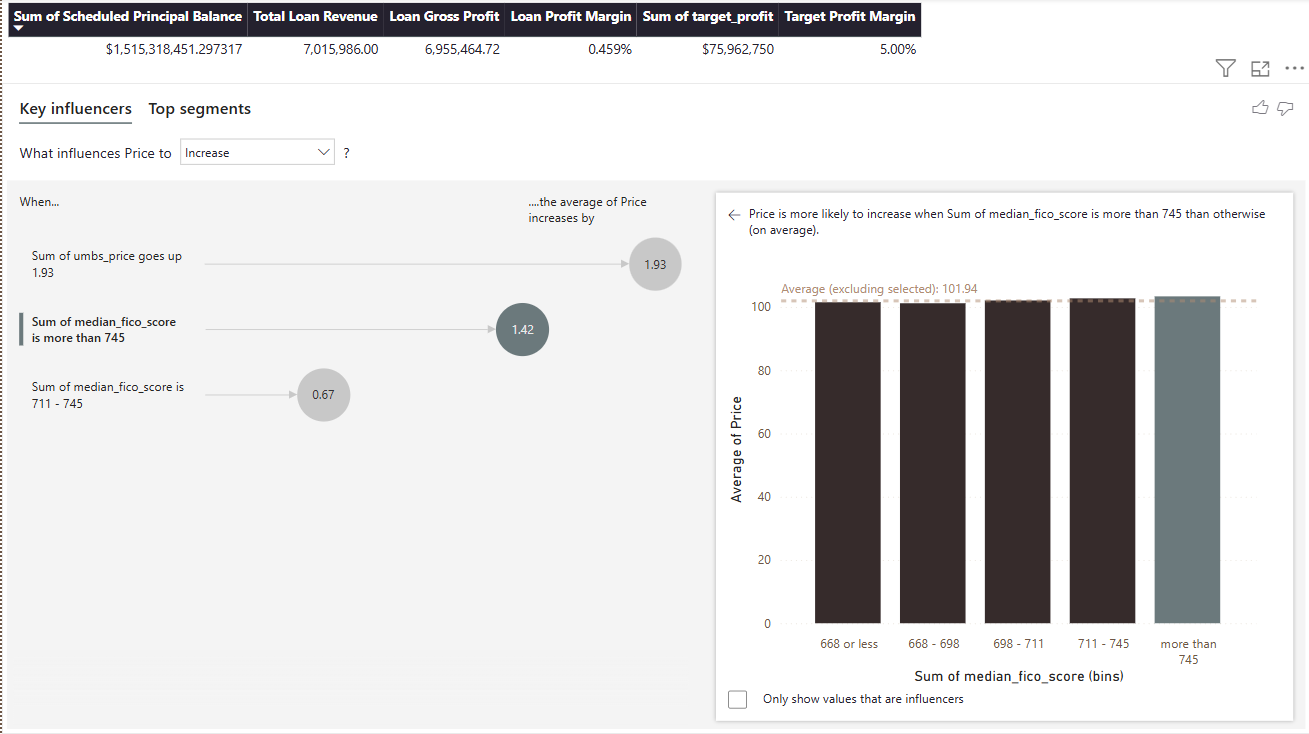 Sum of Scheduled Principal Balance Total Loan Revenue Loan Gross Profit Loan Profit Margin Sum of target_profit Target Profit Margin
$1,515,318,451.297317 7,015,986.00 6,955,464.72 0.459% $75,962,750 5.00%
Key influencers Top segments
What influences Price to Increase ?
When...
....the average of Price
increases by
Sum of umbs_price goes up
1.93
1.93
Sum of median_fico_score
is more than 745
1.42
Sum of median_fico_score is
711 - 745
0.67
Price is more likely to increase when Sum of median_fico_score is more than 745 than otherwise
(on average).
Average (excluding selected): 101.94
100
80
60
40
20
0
Average of Price
668 or less 668 - 698 698 - 711 711 - 745 more than
745
Sum of median_fico_score (bins)
Only show values that are influencers